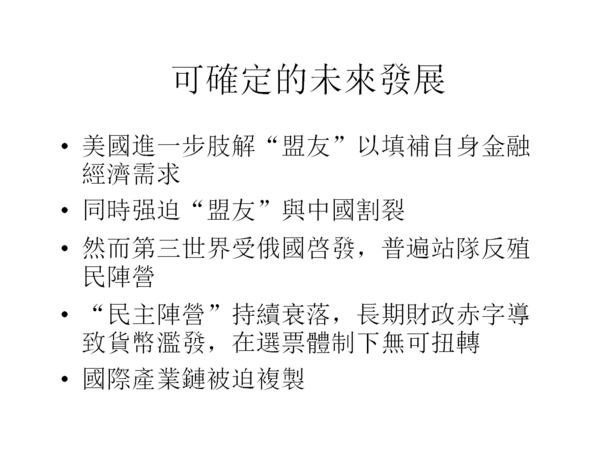 可確定的未來發展
• 美國進一步肢解“盟友”以填補自身金融
經濟需求
• 同時强迫“盟友”與中國割裂
• 然而第三世界受俄國啓發，普遍站隊反殖
民陣營
• “民主陣營”持續衰落，長期財政赤字導
致貨幣濫發，在選票體制下無可扭轉
• 國際產業鏈被迫複製